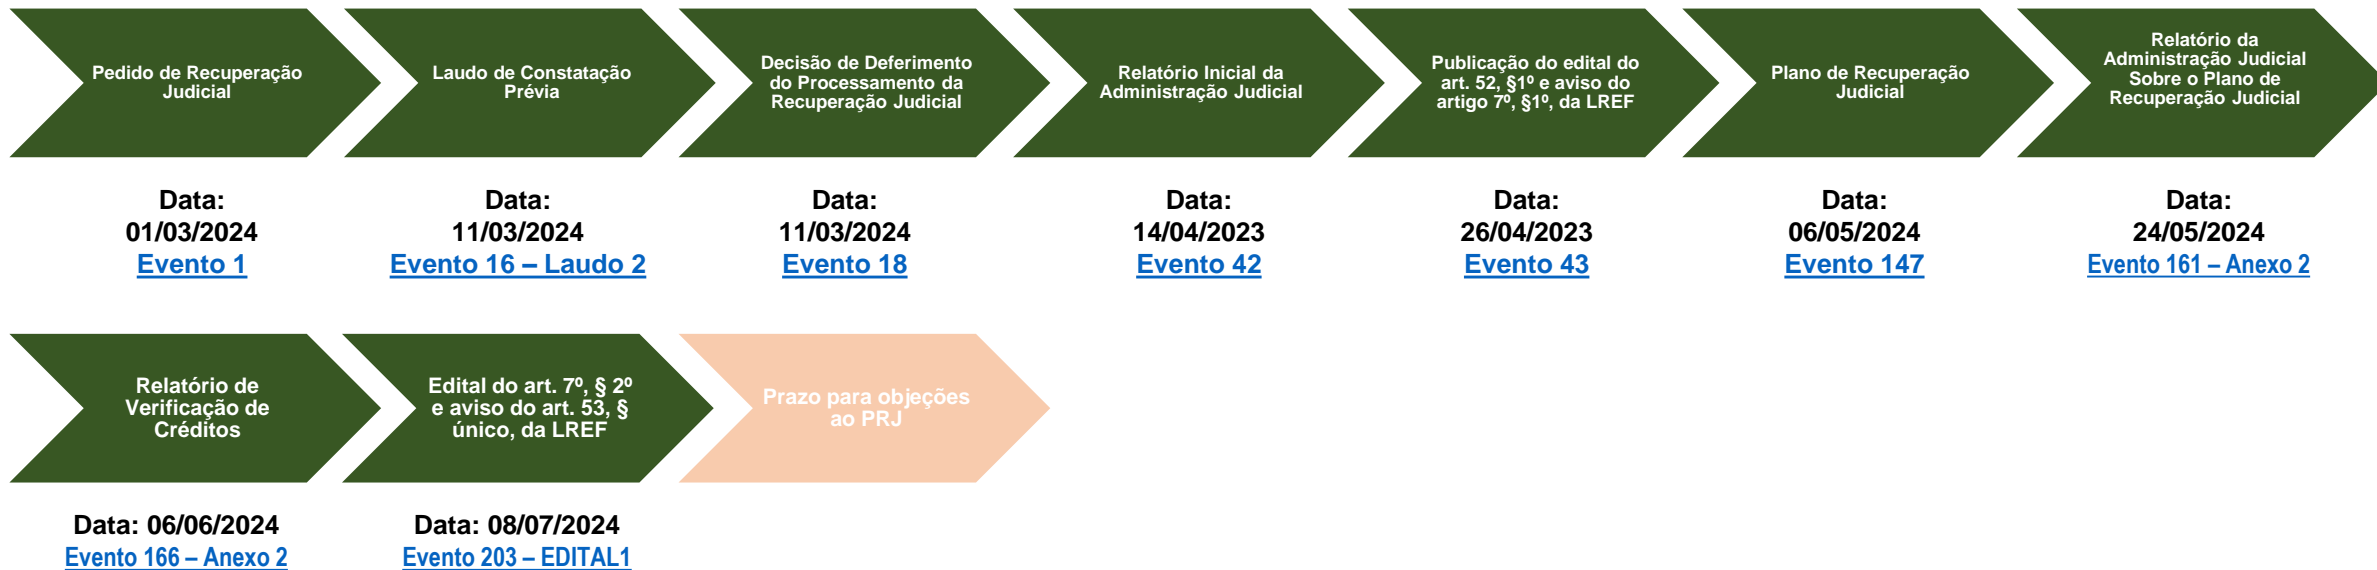 Pedido de Recuperação
Judicial
Data:
01/03/2024
Evento 1
Laudo de Constatação
Prévia
Data:
11/03/2024
Evento 16 – Laudo 2
Decisão de Deferimento
do Processamento da
Recuperação Judicial
Data:
11/03/2024
Evento 18
Relatório Inicial da
Administração Judicial
Data:
14/04/2023
Evento 42
Publicação do edital do
art. 52, §1º e aviso do
artigo 7º, §1º, da LREF
Data:
26/04/2023
Evento 43
Plano de Recuperação
Judicial
Data:
06/05/2024
Evento 147
Relatório da
Administração Judicial
Sobre o Plano de
Recuperação Judicial
Data:
24/05/2024
Evento 161 – Anexo 2
Relatório de
Verificação de
Créditos
Data: 06/06/2024
Evento 166 – Anexo 2
Edital do art. 7º, § 2º
e aviso do art. 53, §
único, da LREF
Data: 08/07/2024
Evento 203 – EDITAL1
Prazo para objeções
ao PRJ